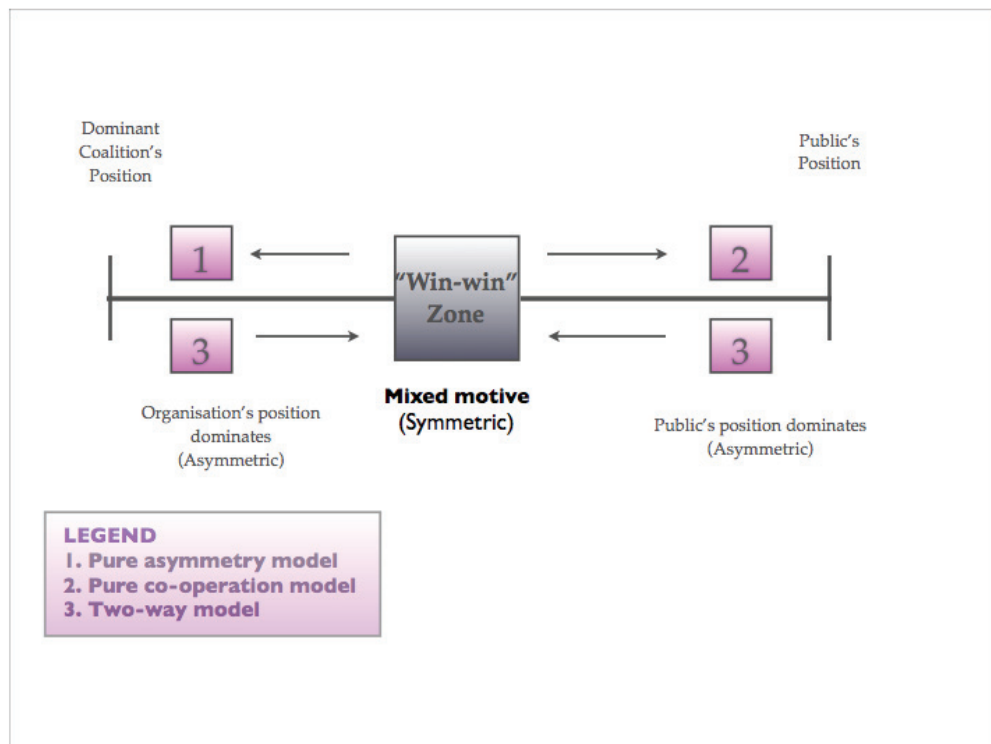 Dominant
Coalition's
Position
Public's
Position
1
"Win-win"
Zone
2
3
3
Organisation's position
dominates
(Asymmetric)
Mixed motive
(Symmetric)
Public's position dominates
(Asymmetric)
LEGEND
1. Pure asymmetry model
2. Pure co-operation model
3. Two-way model